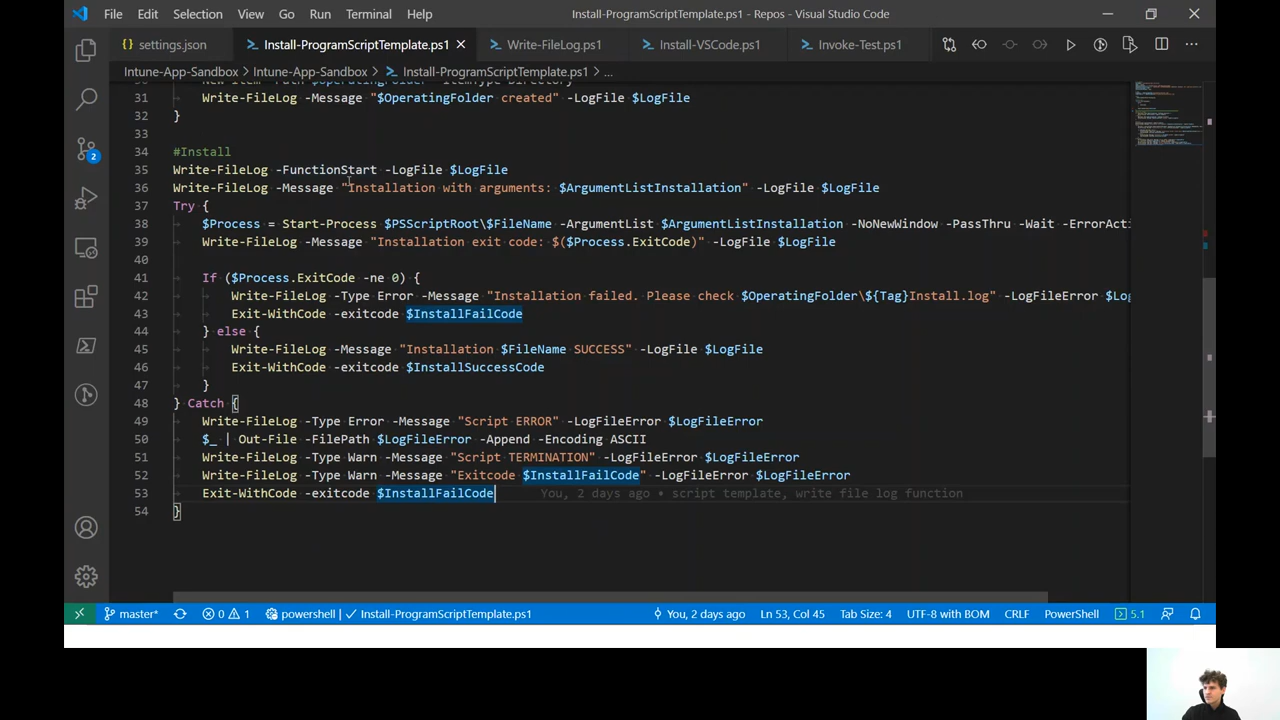 File Edit Selection View Go Run Terminal Help Install-ProgramScriptTemplate.ps1 - Repos - Visual Studio Code
{} settings.json Install-ProgramScriptTemplate.ps1 Write-FileLog.ps1 Install-VSCode.ps1 Invoke-Test.ps1
Intune-App-Sandbox > Intune-App-Sandbox > Install-ProgramScriptTemplate.ps1 > ...
31 Write-FileLog -Message "$OperatingFolder created" -LogFile $LogFile
32 }
33
34 #Install
35 Write-FileLog -FunctionStart -LogFile $LogFile
36 Write-FileLog -Message "Installation with arguments: $ArgumentListInstallation" -LogFile $LogFile
37 Try {
38 $Process = Start-Process $PSScriptRoot\$FileName -ArgumentList $ArgumentListInstallation -NoNewWindow -PassThru -Wait -ErrorActi
39 Write-FileLog -Message "Installation exit code: $($Process.ExitCode)" -LogFile $LogFile
40
41 If ($Process.ExitCode -ne 0) {
42 Write-FileLog -Type Error -Message "Installation failed. Please check $OperatingFolder\${Tag}Install.log" -LogFileError $Log
43 Exit-WithCode -exitcode $InstallFailCode
44 } else {
45 Write-FileLog -Message "Installation $FileName SUCCESS" -LogFile $LogFile
46 Exit-WithCode -exitcode $InstallSuccessCode
47 }
48 } Catch {
49 Write-FileLog -Type Error -Message "Script ERROR" -LogFileError $LogFileError
50 $_ | Out-File -FilePath $LogFileError -Append -Encoding ASCII
51 Write-FileLog -Type Warn -Message "Script TERMINATION" -LogFileError $LogFileError
52 Write-FileLog -Type Warn -Message "Exitcode $InstallFailCode" -LogFileError $LogFileError
53 Exit-WithCode -exitcode $InstallFailCode You, 2 days ago • script template, write file log function
54 }
2
master* 0 1 powershell | ✓ Install-ProgramScriptTemplate.ps1 You, 2 days ago Ln 53, Col 45 Tab Size: 4 UTF-8 with BOM CRLF PowerShell 5.1